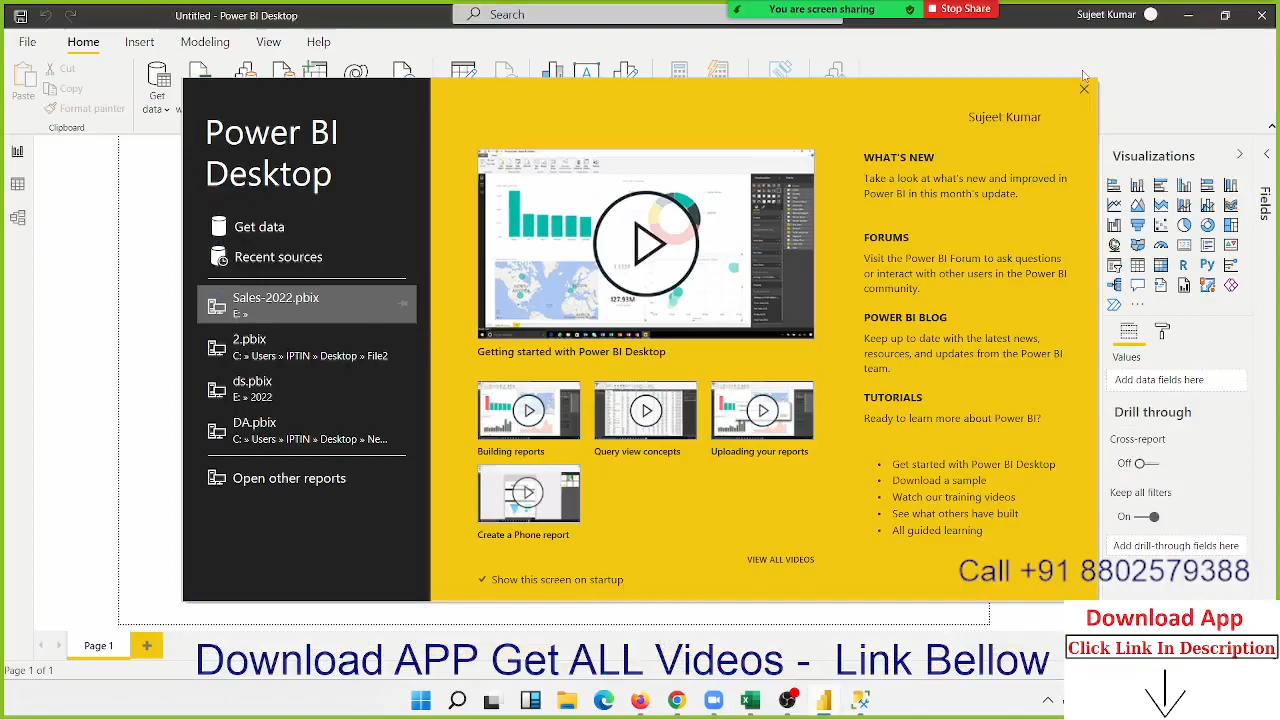 Untitled - Power BI Desktop
Search
You are screen sharing
Stop Share
Sujeet Kumar
File
Home
Insert
Modeling
View
Help
Paste
Cut
Copy
Format painter
Clipboard
Get
data
Power BI
Desktop
Get data
Recent sources
Sales-2022.pbix
E: »
2.pbix
C: » Users » IPTIN » Desktop » File2
ds.pbix
E: » 2022
DA.pbix
C: » Users » IPTIN » Desktop » Ne...
Open other reports
Sujeet Kumar
Getting started with Power BI Desktop
Building reports
Query view concepts
Uploading your reports
Create a Phone report
VIEW ALL VIDEOS
Show this screen on startup
WHAT'S NEW
Take a look at what's new and improved in
Power BI in this month's update.
FORUMS
Visit the Power BI Forum to ask questions
or interact with other users in the Power BI
community.
POWER BI BLOG
Keep up to date with the latest news,
resources, and updates from the Power BI
team.
TUTORIALS
Ready to learn more about Power BI?
• Get started with Power BI Desktop
• Download a sample
• Watch our training videos
• See what others have built
• All guided learning
Visualizations
Fields
R
Py
123
Values
Add data fields here
Drill through
Cross-report
Off
Keep all filters
On
Add drill-through fields here
Call +91 8802579388
Download App
Click Link In Description
Page 1
Page 1 of 1
Download APP Get ALL Videos - Link Bellow